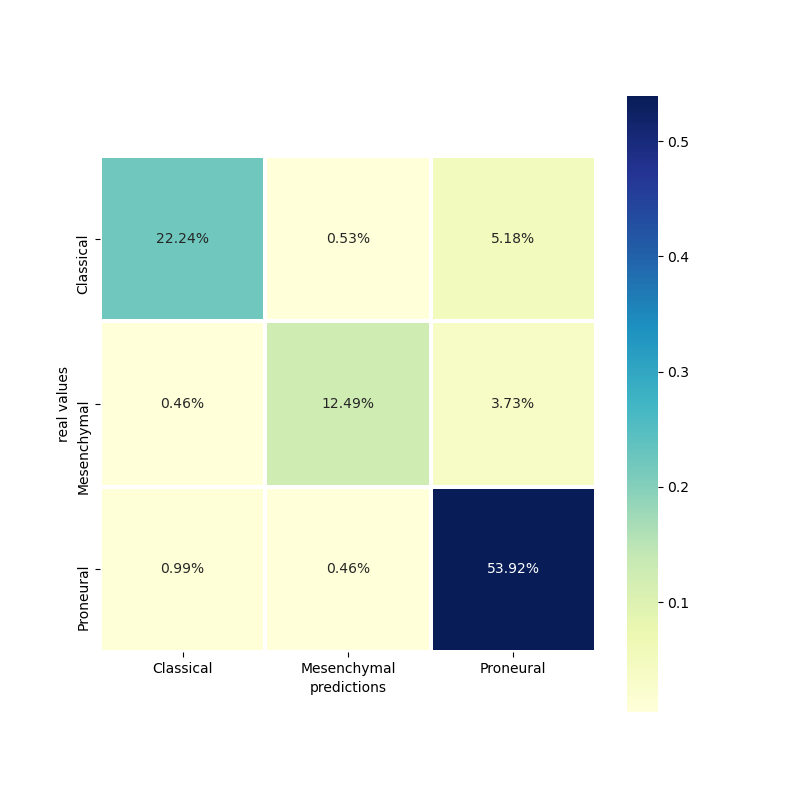 22.24% 0.53% 5.18%
0.46% 12.49% 3.73%
0.99% 0.46% 53.92%
Classical
Mesenchymal
Proneural
real values
Classical Mesenchymal Proneural
predictions
0.5
0.4
0.3
0.2
0.1